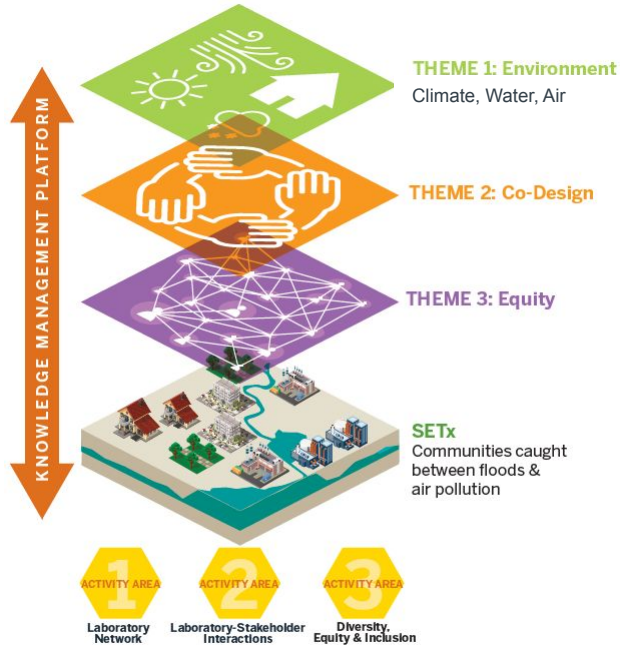 KNOWLEDGE MANAGEMENT PLATFORM
THEME 1: Environment
Climate, Water, Air
THEME 2: Co-Design
THEME 3: Equity
SETx
Communities caught
between floods &
air pollution
1
ACTIVITY AREA
Laboratory
Network
2
ACTIVITY AREA
Laboratory-Stakeholder
Interactions
3
ACTIVITY AREA
Diversity,
Equity & Inclusion